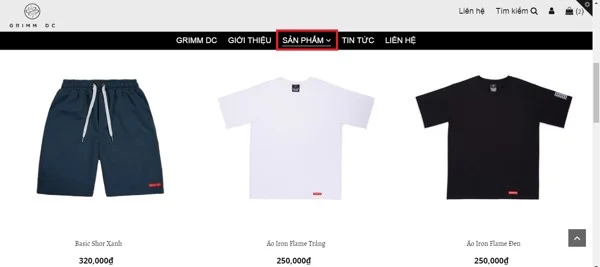 Liên hệ Tìm kiếm (2)
GRIMM DC
GRIMM DC GIỚI THIỆU SẢN PHẨM TIN TỨC LIÊN HỆ
Basic Shor Xanh Áo Iron Flame Trắng Áo Iron Flame Đen
320,000₫ 250,000₫ 250,000₫